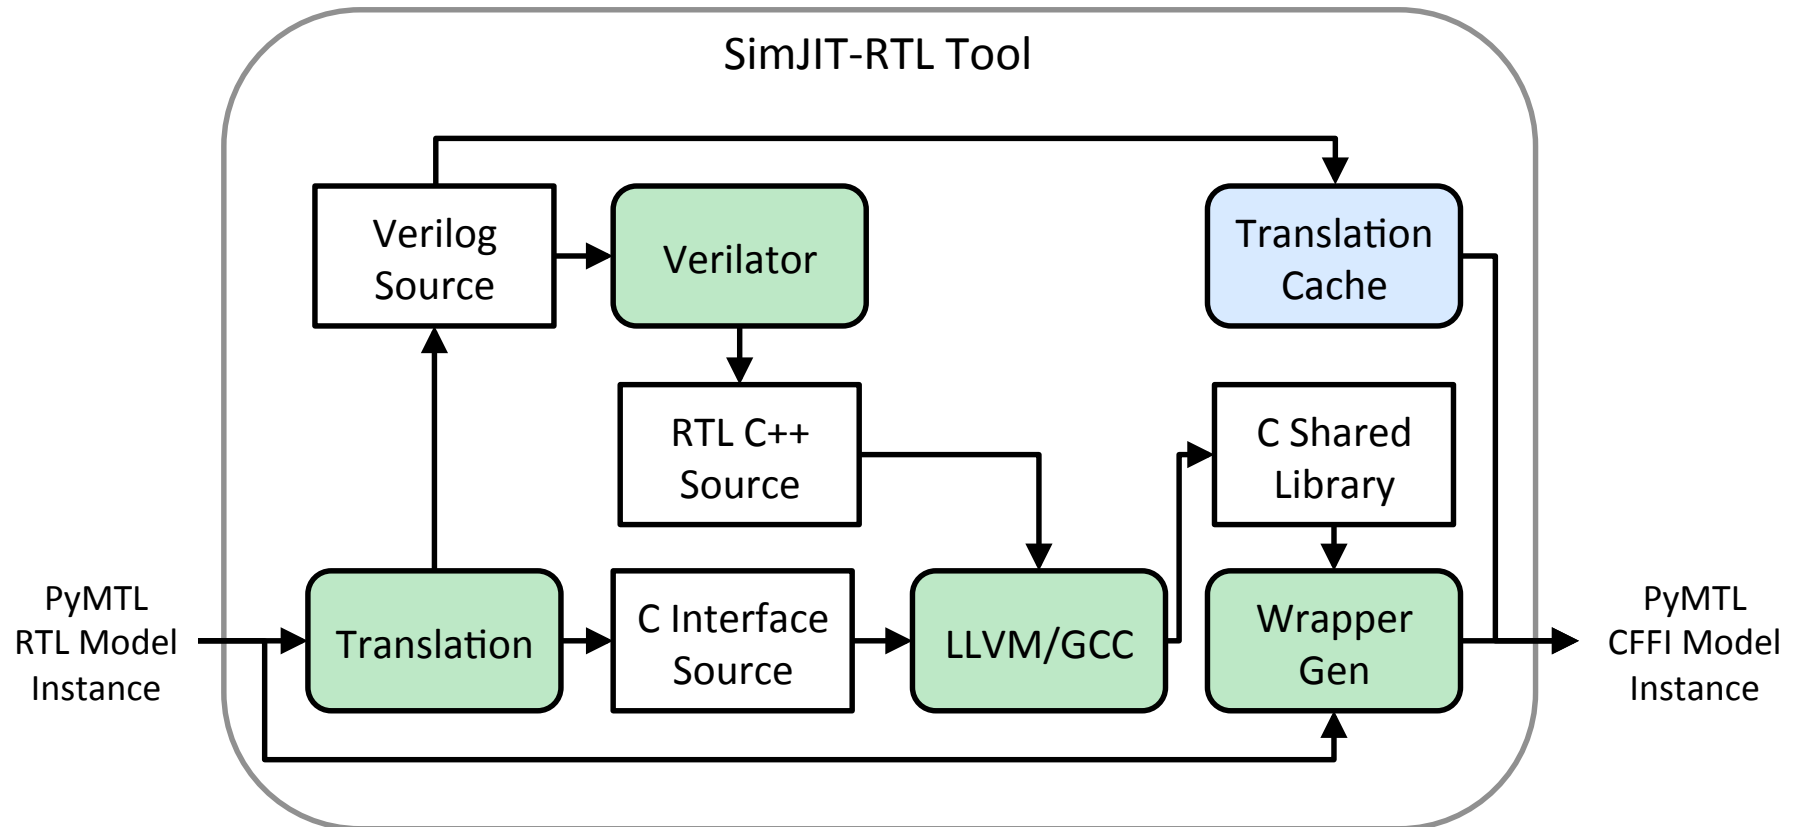 SimJIT-RTL Tool
Verilog
Source
Verilator
Translation
Cache
RTL C++
Source
C Shared
Library
PyMTL
RTL Model
Instance
Translation
C Interface
Source
LLVM/GCC
Wrapper
Gen
PyMTL
CFFI Model
Instance